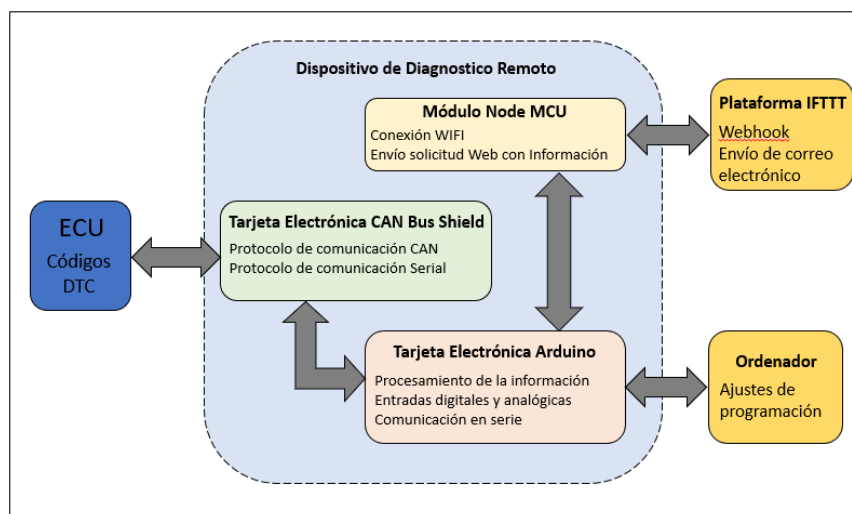 Dispositivo de Diagnostico Remoto
Módulo Node MCU
Conexión WIFI
Envío solicitud Web con Información
Plataforma IFTTT
Webhook
Envío de correo
electrónico
ECU
Códigos
DTC
Tarjeta Electrónica CAN Bus Shield
Protocolo de comunicación CAN
Protocolo de comunicación Serial
Tarjeta Electrónica Arduino
Procesamiento de la información
Entradas digitales y analógicas
Comunicación en serie
Ordenador
Ajustes de
programación